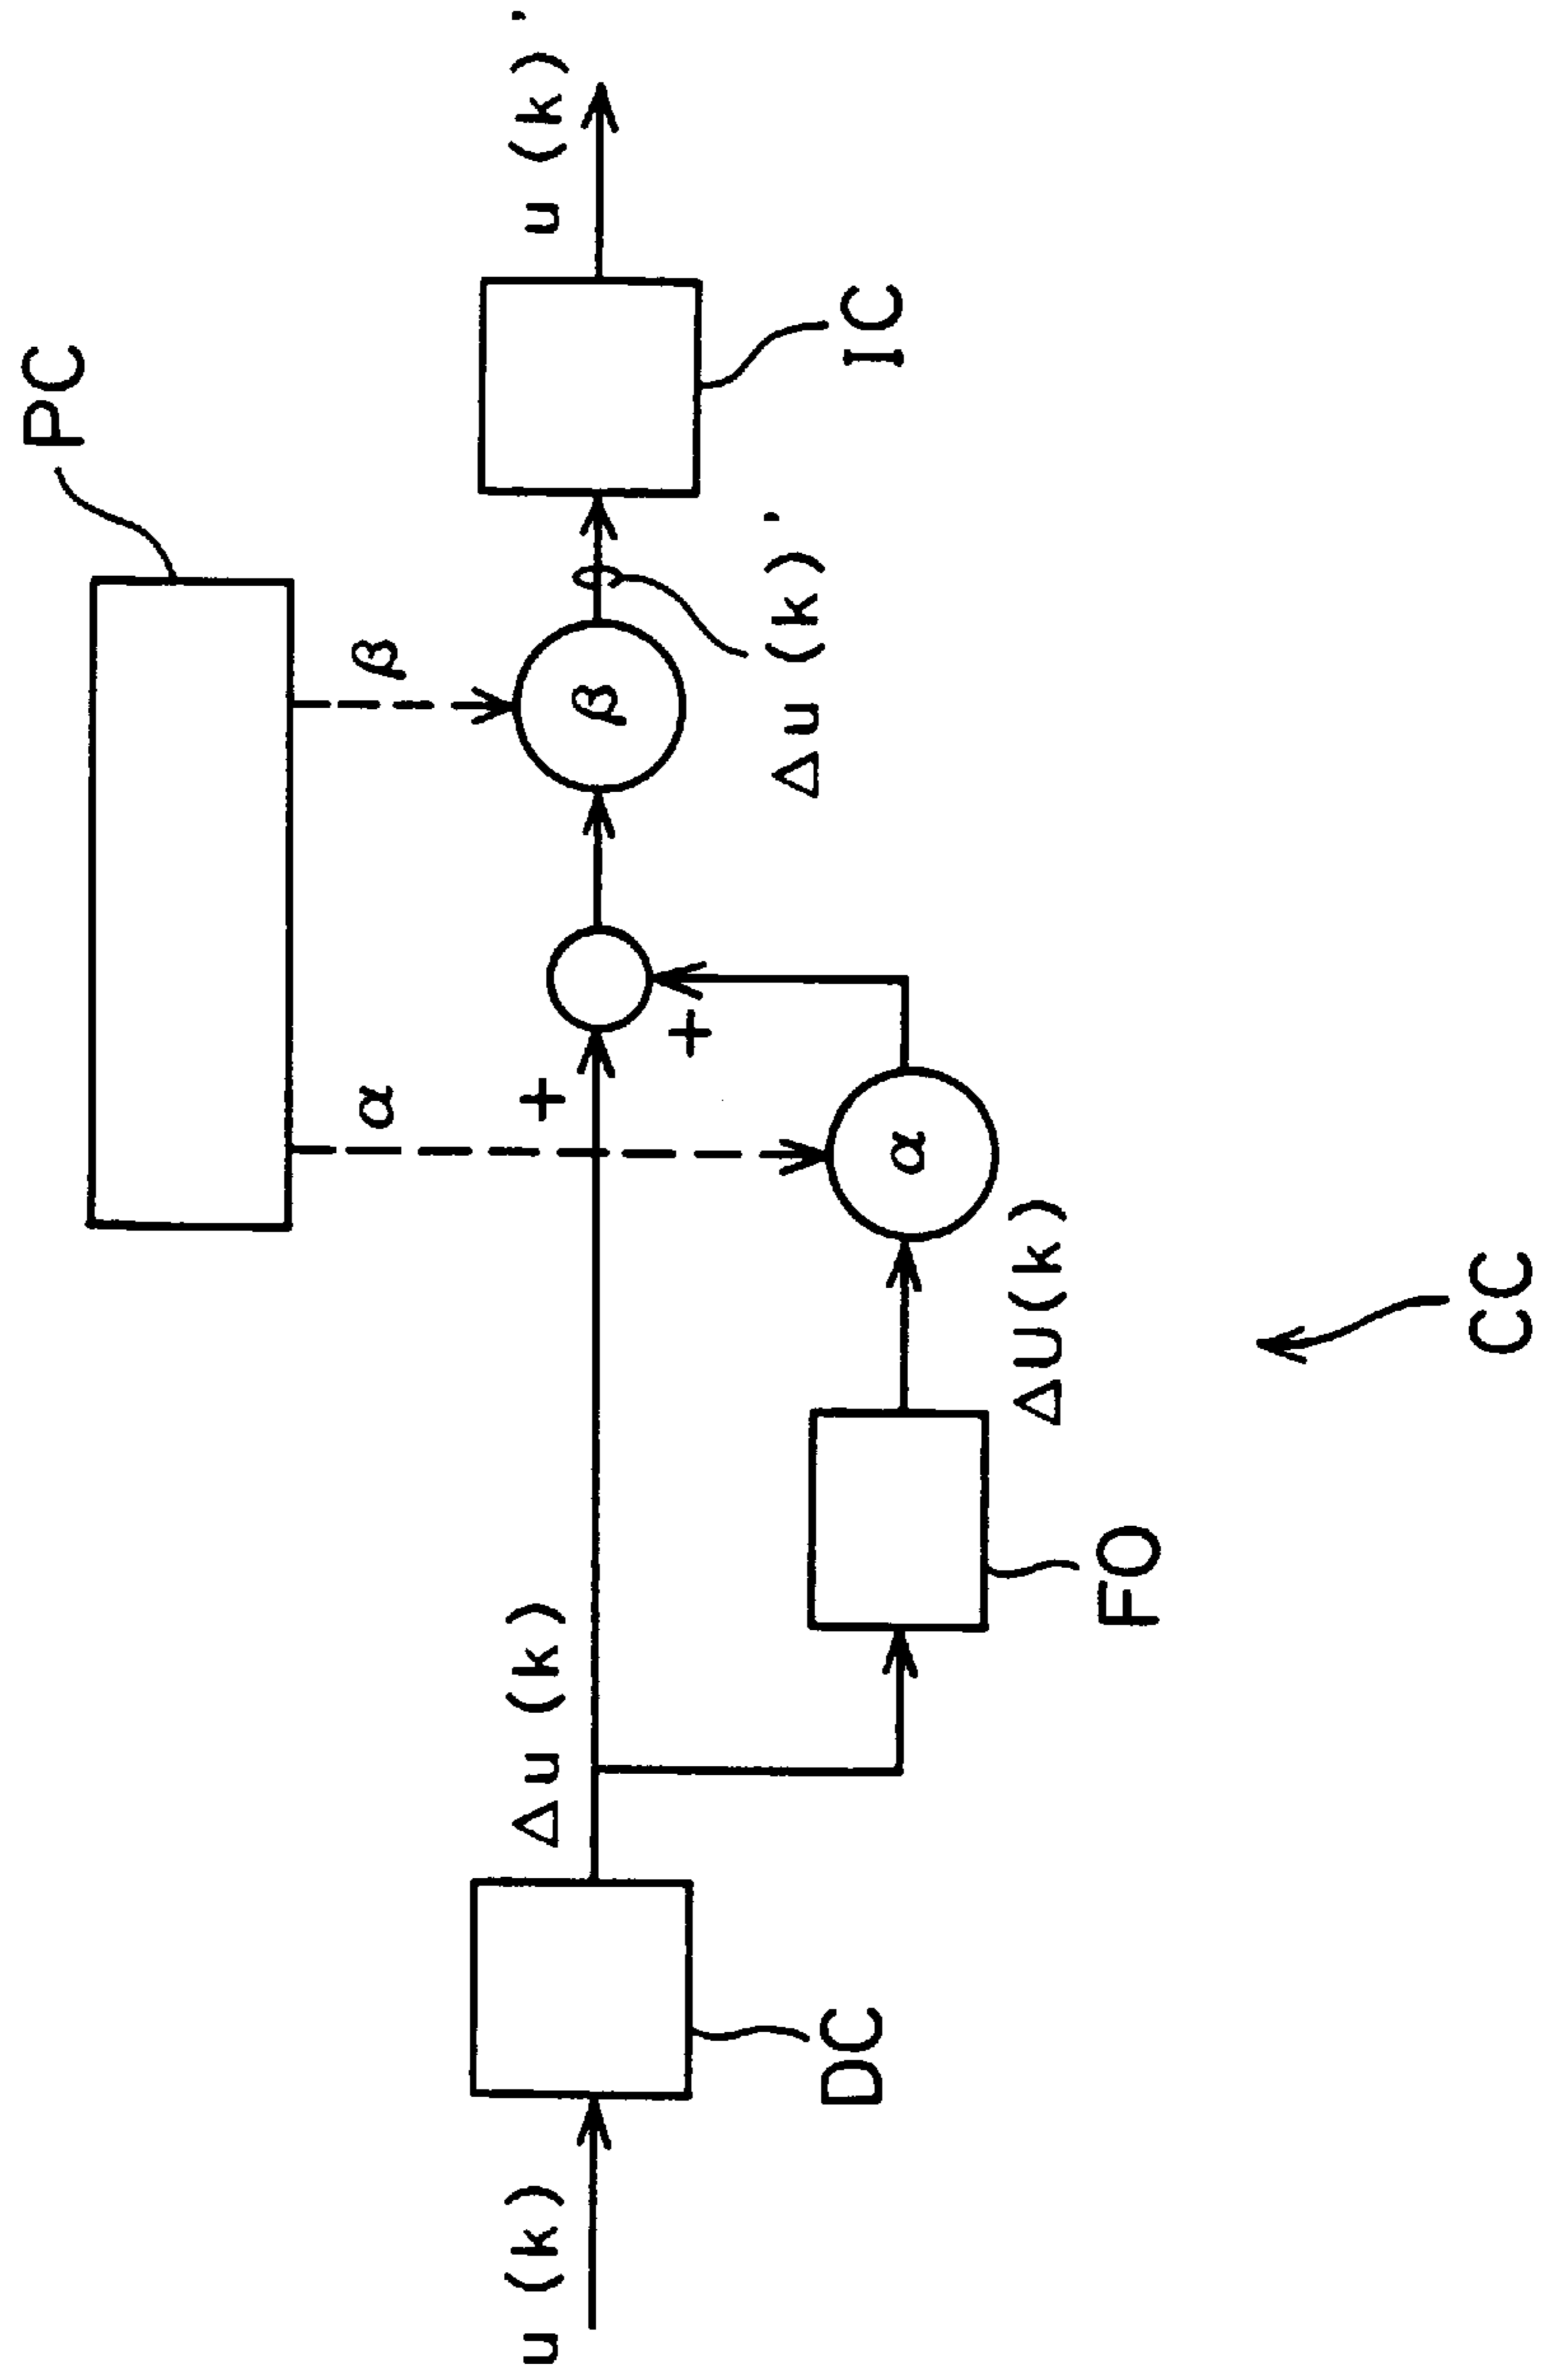 PC
α
β
u(k)
Δu(k)
+
+
β
u(k)'
Δu(k)'
DC
IC
α
ΔU(k)
FO
CC